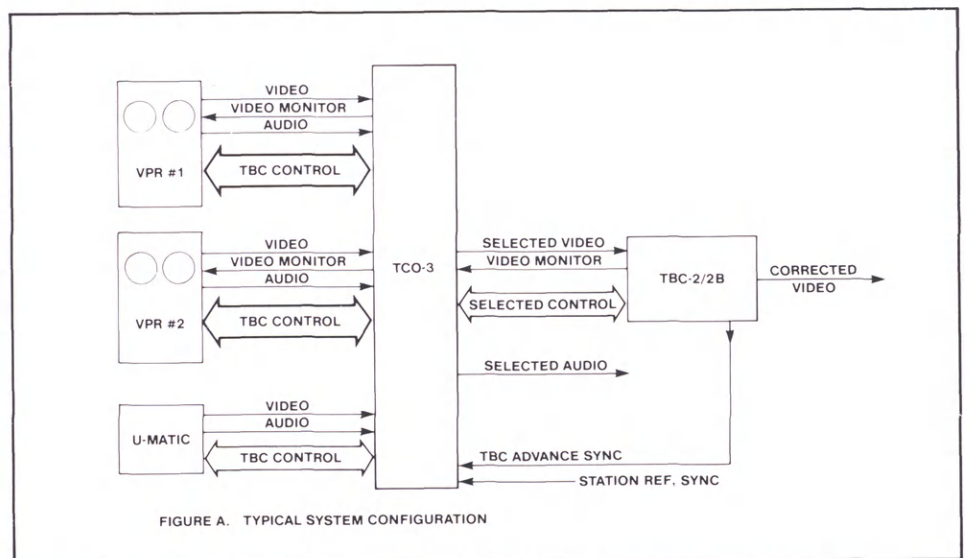 VIDEO
VIDEO MONITOR
AUDIO
VPR #1
TBC CONTROL
VIDEO
VIDEO MONITOR
AUDIO
VPR #2
TBC CONTROL
VIDEO
AUDIO
U-MATIC
TBC CONTROL
TCO-3
SELECTED VIDEO
VIDEO MONITOR
SELECTED CONTROL
TBC-2/2B
CORRECTED
VIDEO
SELECTED AUDIO
TBC ADVANCE SYNC
STATION REF. SYNC
FIGURE A. TYPICAL SYSTEM CONFIGURATION